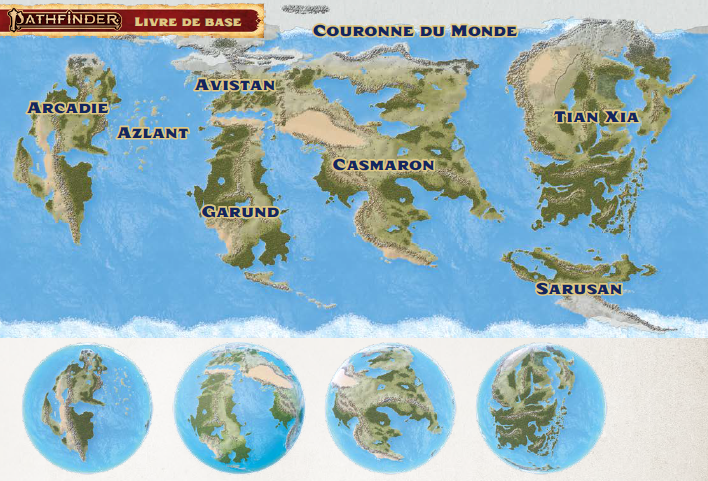 PATHFINDER LIVRE DE BASE
COURONNE DU MONDE
AVISTAN
ARCADIE
AZLANT
TIAN XIA
CASMARON
GARUND
SARUSAN